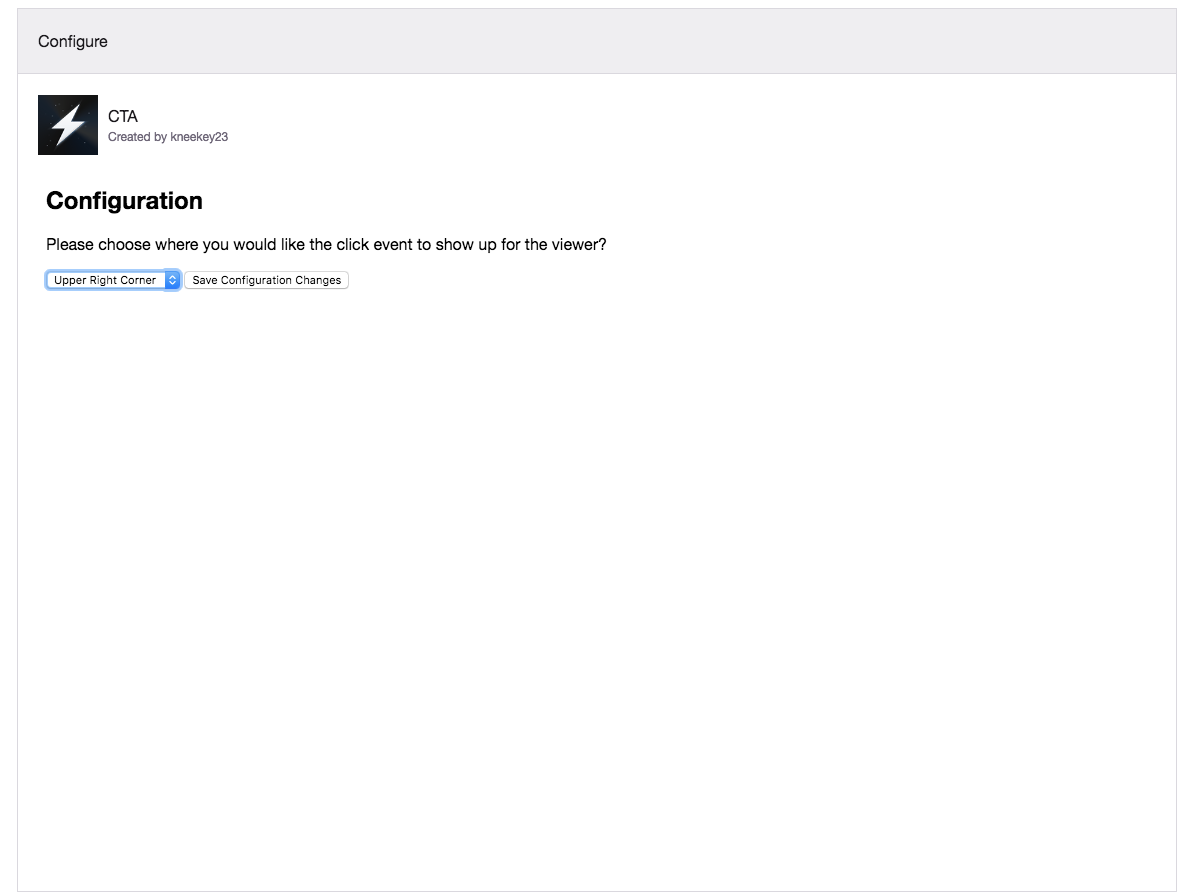 Configure
CTA
Created by kneekey23
Configuration
Please choose where you would like the click event to show up for the viewer?
Upper Right Corner Save Configuration Changes